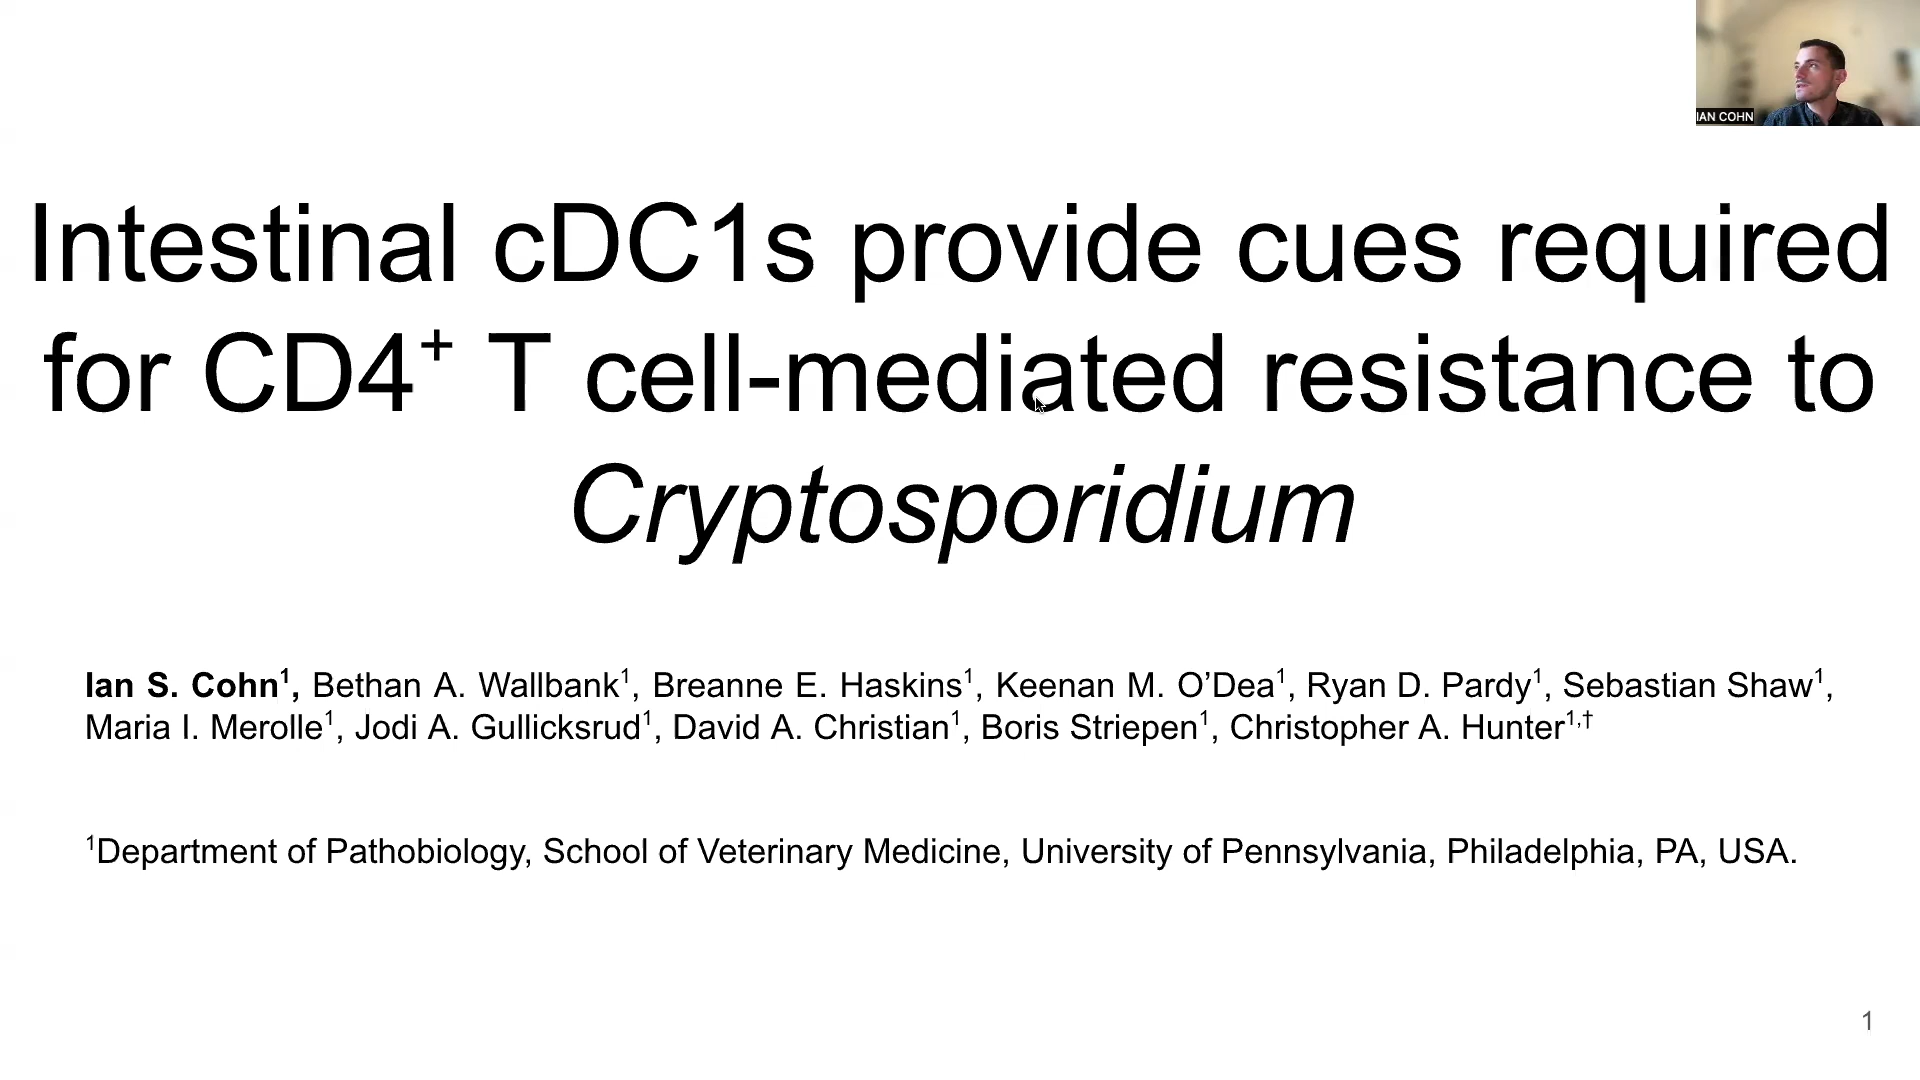 IAN COHN
Intestinal cDC1s provide cues required
for CD4⁺ T cell-mediated resistance to
Cryptosporidium
Ian S. Cohn¹, Bethan A. Wallbank¹, Breanne E. Haskins¹, Keenan M. O’Dea¹, Ryan D. Pardy¹, Sebastian Shaw¹,
Maria I. Merolle¹, Jodi A. Gullicksrud¹, David A. Christian¹, Boris Striepen¹, Christopher A. Hunter¹,†
¹Department of Pathobiology, School of Veterinary Medicine, University of Pennsylvania, Philadelphia, PA, USA.
1